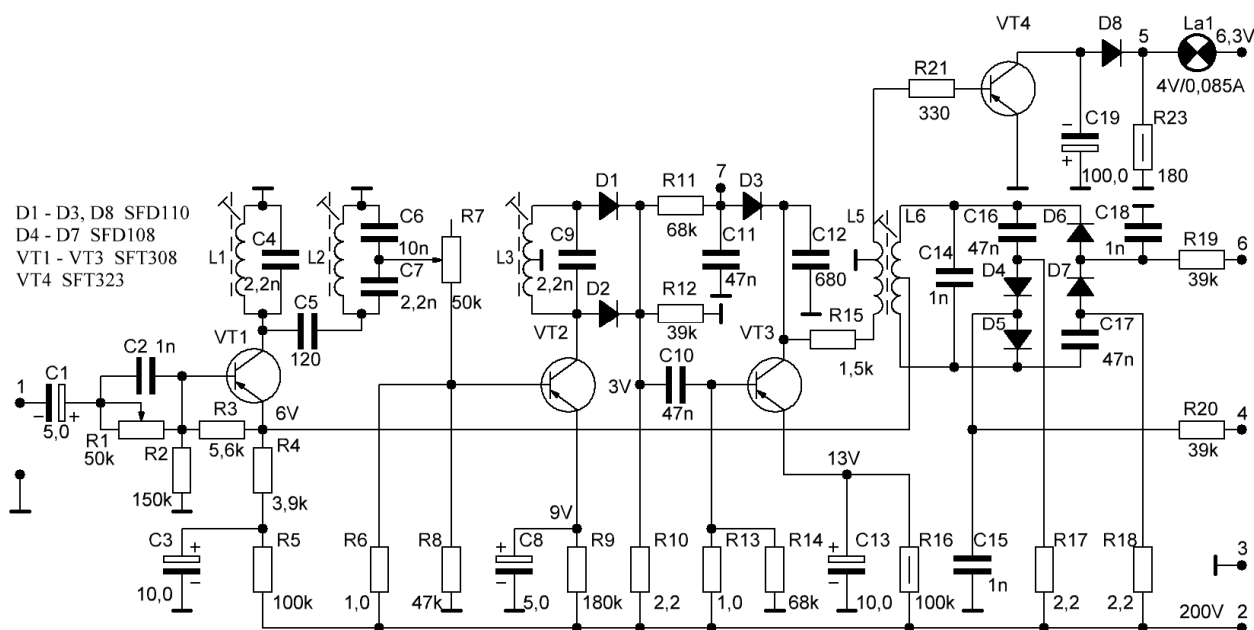 VT4
D8
La1
5
6,3V
R21
330
4V/0,085A
C19
−
+
100,0
R23
180
7
D1 - D3, D8 SFD110
D4 - D7 SFD108
VT1 - VT3 SFT308
VT4 SFT323
L1
C4
2,2n
L2
C6
10n
C7
2,2n
R7
50k
L3
C9
2,2n
D1
D2
R11
68k
D3
C11
47n
C12
680
R12
39k
L5
L6
C14
1n
C16
47n
D6
C18
1n
R19
39k
6
D4
D7
D5
C17
47n
C5
120
VT1
VT2
VT3
R15
1,5k
C2
1n
1
C1
−
+
5,0
R1
50k
R2
150k
R3
5,6k
6V
R4
3,9k
3V
C10
47n
R20
39k
4
13V
9V
C3
+
−
10,0
R5
100k
R6
1,0
R8
47k
C8
+
−
5,0
R9
180k
R10
2,2
R13
1,0
R14
68k
C13
+
−
10,0
R16
100k
C15
1n
R17
2,2
R18
2,2
3
200V
2